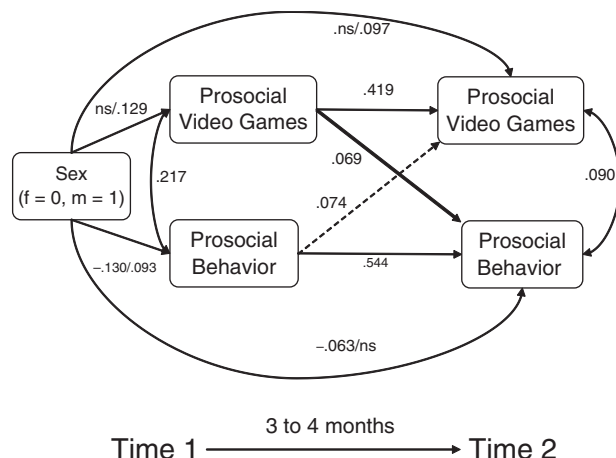 .ns/.097
ns/.129
Prosocial
Video Games
.419
Prosocial
Video Games
Sex
(f = 0, m = 1)
.217
.069
.074
.090
Prosocial
Behavior
.544
Prosocial
Behavior
–.130/.093
–.063/ns
3 to 4 months
Time 1
Time 2